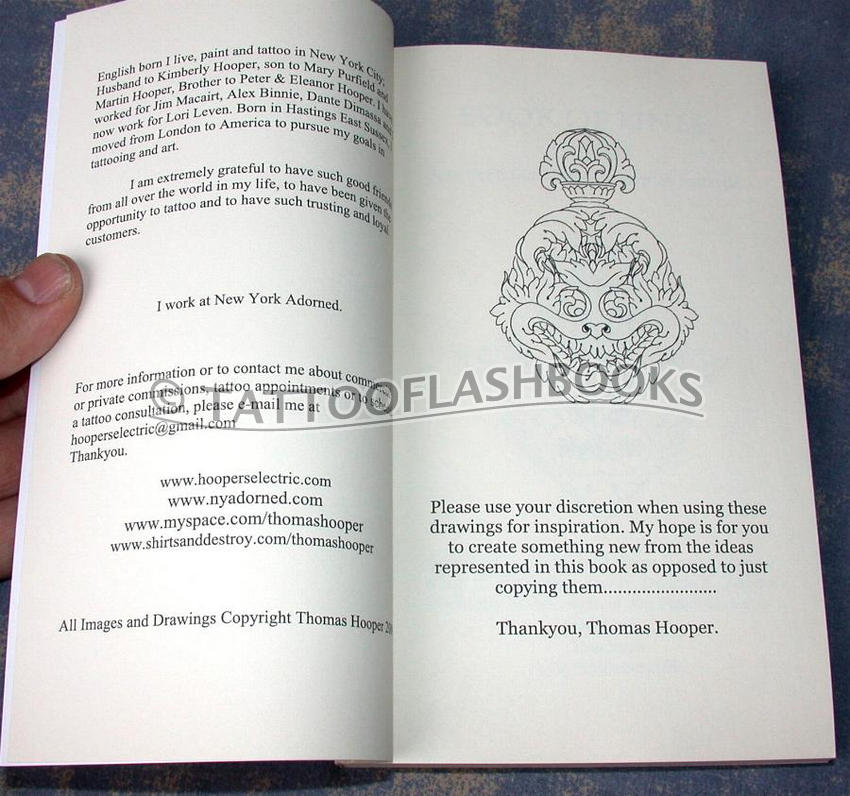 English born I live, paint and tattoo in New York City.
Husband to Kimberly Hooper, son to Mary Purfield and
Martin Hooper, Brother to Peter & Eleanor Hooper. I
worked for Jim Macairt, Alex Binnie, Dante Dimassa
now work for Lori Leven. Born in Hastings East Sussex,
moved from London to America to pursue my goals in
tattooing and art.
I am extremely grateful to have such good
from all over the world in my life, to have been given
opportunity to tattoo and to have such trusting and loyal
customers.
I work at New York Adorned.
For more information or to contact me about
or private commissions, tattoo appointments or to
a tattoo consultation, please e-mail me at
hooperselectric@gmail.com
Thankyou.
www.hooperselectric.com
www.nyadorned.com
www.myspace.com/thomashooper
www.shirtsanddestroy.com/thomashooper
All Images and Drawings Copyright Thomas Hooper
© TATTOOFLASHBOOKS
Please use your discretion when using these
drawings for inspiration. My hope is for you
to create something new from the ideas
represented in this book as opposed to just
copying them........................
Thankyou, Thomas Hooper.